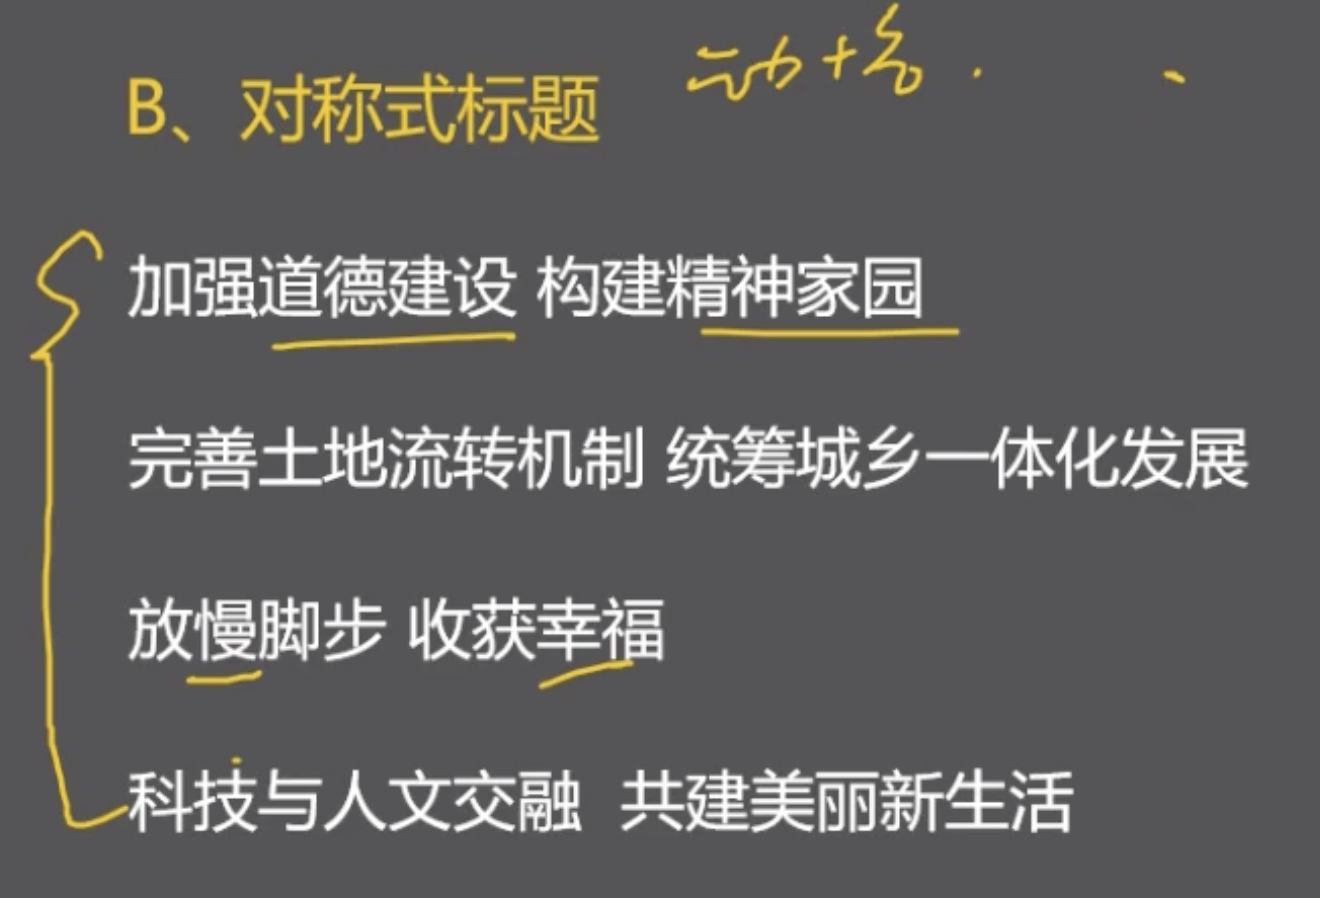 B、对称式标题 动+名
加强道德建设 构建精神家园
完善土地流转机制 统筹城乡一体化发展
放慢脚步 收获幸福
科技与人文交融 共建美丽新生活